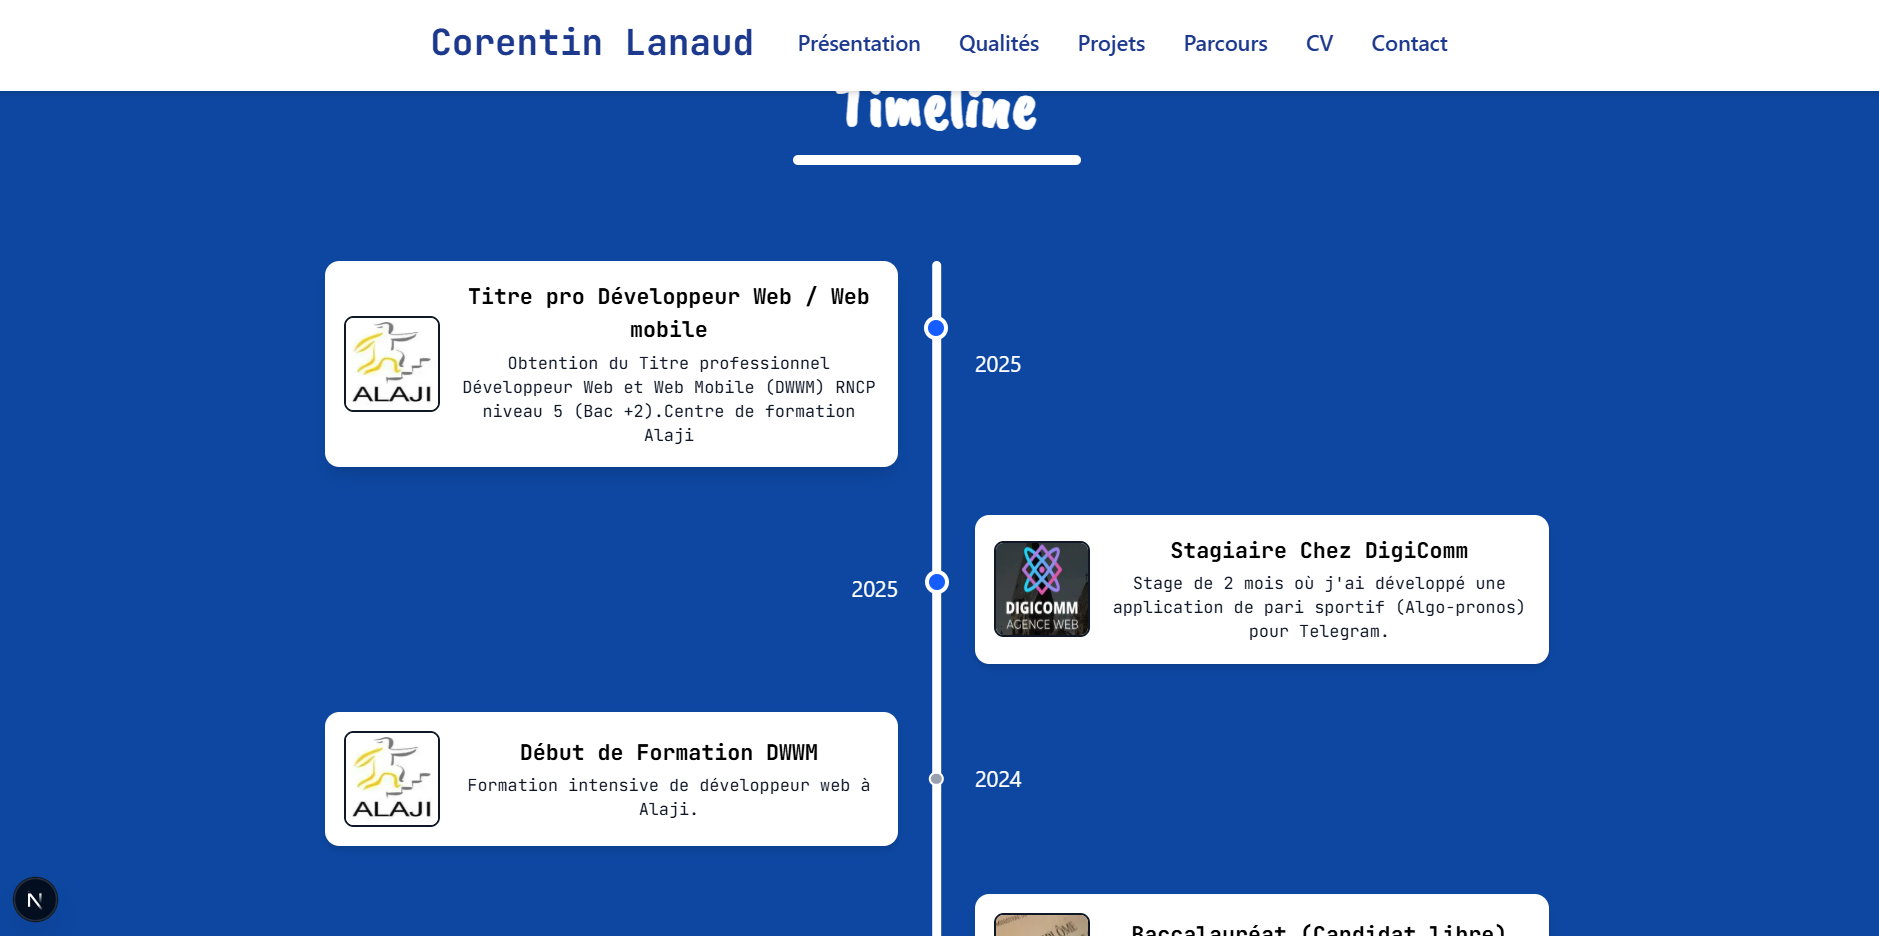 Corentin Lanaud Présentation Qualités Projets Parcours CV Contact
Timeline
Titre pro Développeur Web / Web
mobile
Obtention du Titre professionnel
Développeur Web et Web Mobile (DWWM) RNCP
niveau 5 (Bac +2).Centre de formation
Alaji
ALAJI
2025
2025
DIGICOMM
AGENCE WEB
Stagiaire Chez DigiComm
Stage de 2 mois où j'ai développé une
application de pari sportif (Algo-pronos)
pour Telegram.
ALAJI
Début de Formation DWWM
Formation intensive de développeur web à
Alaji.
2024
N
DIPLÔME
Baccalauréat (Candidat libre)